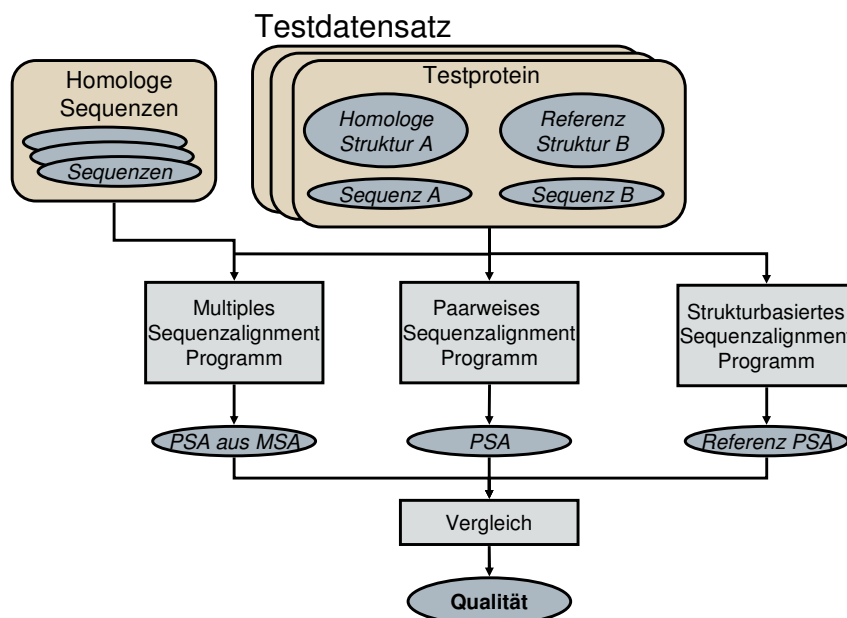 Testdatensatz
Homologe
Sequenzen
Sequenzen
Testprotein
Homologe
Struktur A
Referenz
Struktur B
Sequenz A
Sequenz B
Multiples
Sequenzalignment
Programm
Paarweises
Sequenzalignment
Programm
Strukturbasiertes
Sequenzalignment
Programm
PSA aus MSA
PSA
Referenz PSA
Vergleich
Qualität